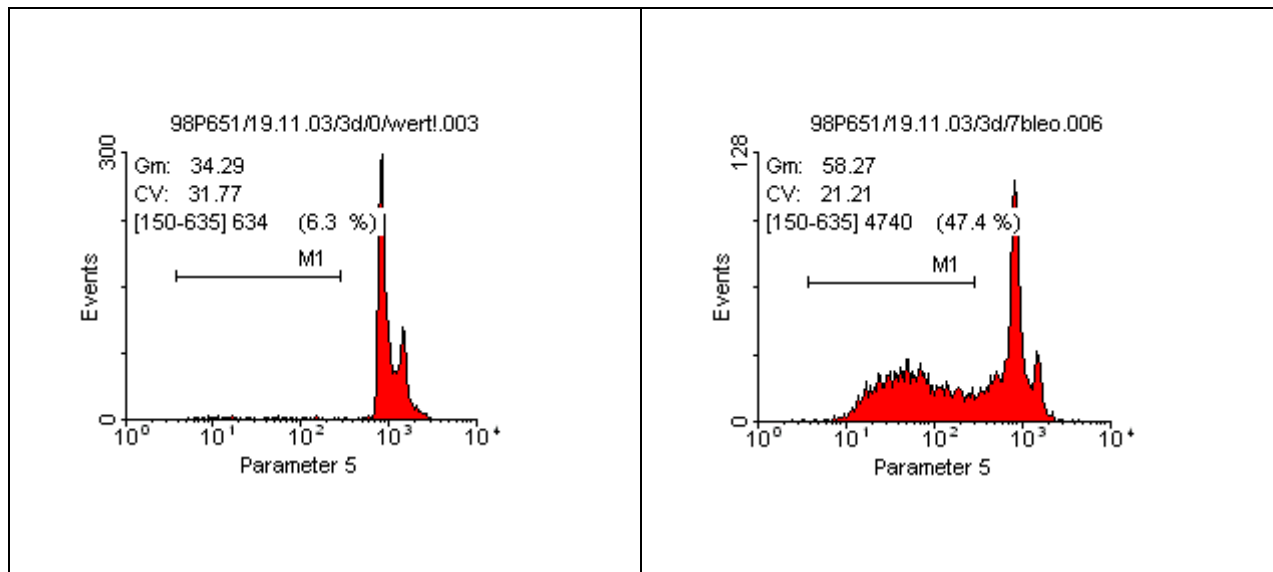 98P651/19.11.03/3d/0/wert!.003
300
Gm: 34.29
CV: 31.77
[150-635] 634 (6.3 %)
M1
Events
0
10⁰ 10¹ 10² 10³ 10⁴
Parameter 5
98P651/19.11.03/3d/7bleo.006
128
Gm: 58.27
CV: 21.21
[150-635] 4740 (47.4 %)
M1
Events
0
10⁰ 10¹ 10² 10³ 10⁴
Parameter 5